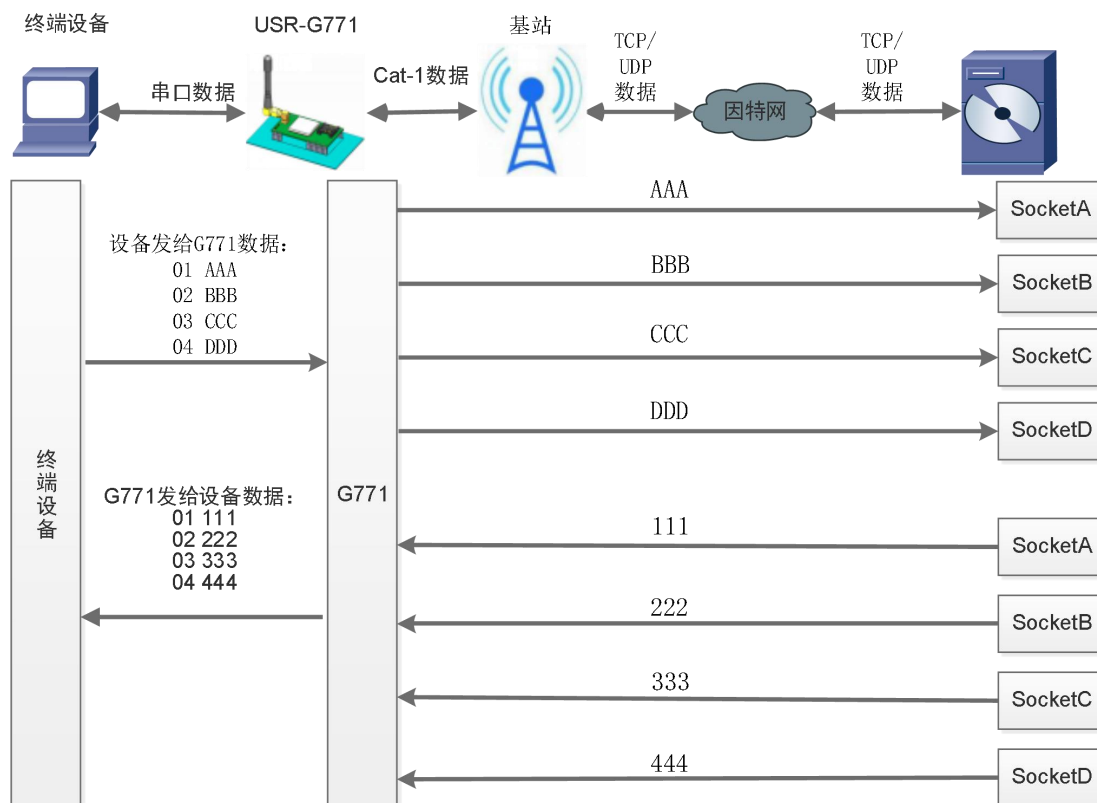 终端设备
USR-G771
基站
串口数据
Cat-1数据
TCP/
UDP
数据
因特网
TCP/
UDP
数据
AAA
SocketA
设备发给G771数据：
01 AAA
02 BBB
03 CCC
04 DDD
BBB
SocketB
CCC
SocketC
DDD
SocketD
终
端
设
备
G771发给设备数据：
01 111
02 222
03 333
04 444
G771
111
SocketA
222
SocketB
333
SocketC
444
SocketD